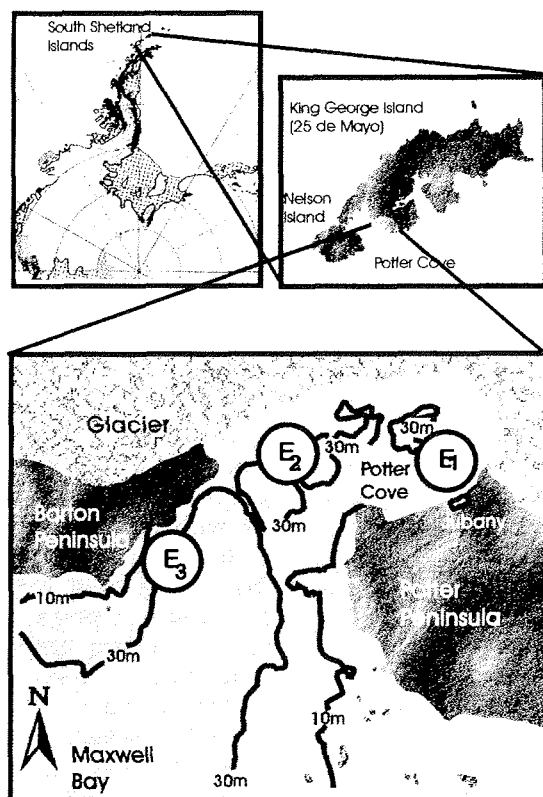 South Shetland
Islands
King George Island
(25 de Mayo)
Nelson
Island
Potter Cove
Glacier
30m
30m
E2
E1
Potter
Cove
30m
Jubany
Barton
Peninsula
E3
Potter
Peninsula
10m
30m
N
10m
Maxwell
Bay
30m